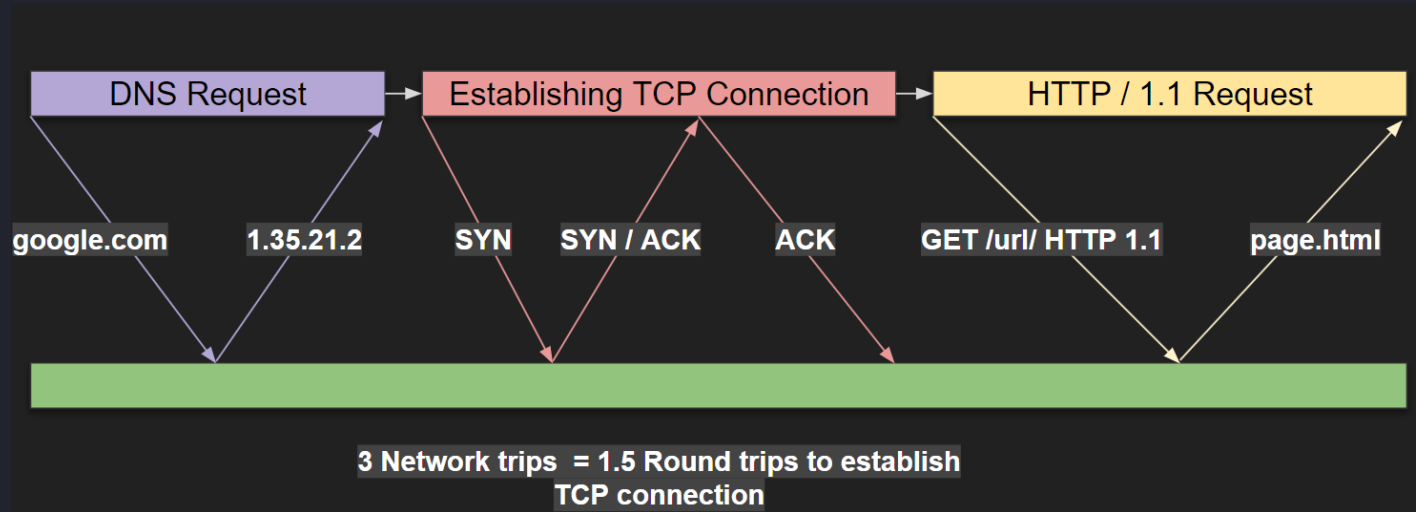 DNS Request
Establishing TCP Connection
HTTP / 1.1 Request
google.com
1.35.21.2
SYN
SYN / ACK
ACK
GET /url/ HTTP 1.1
page.html
3 Network trips = 1.5 Round trips to establish
TCP connection